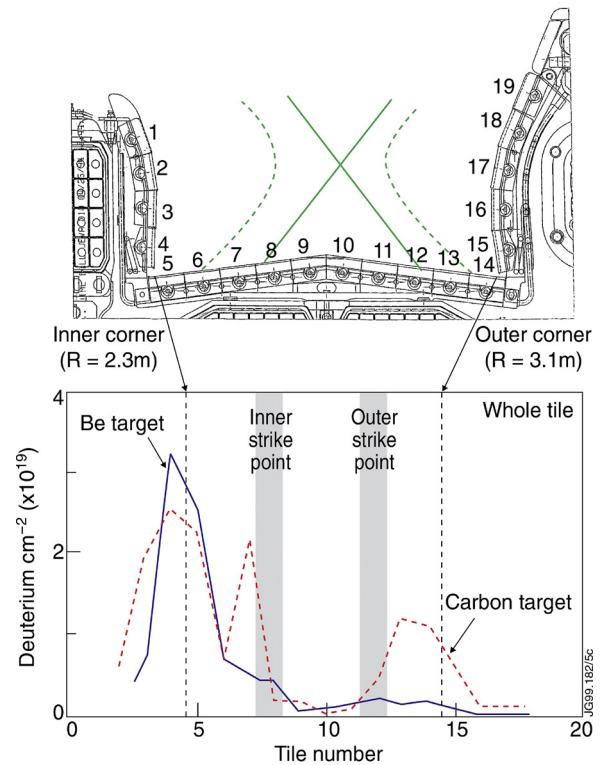 19
18
17
16
15
14
1
2
3
4
5
6
7
8
9
10
11
12
13
Inner corner
(R = 2.3m)
Outer corner
(R = 3.1m)
4
Be target
Inner
strike
point
Outer
strike
point
Whole tile
Deuterium cm⁻² (x10¹⁹)
2
Carbon target
0
0
5
10
15
20
Tile number
JG99.182/5c